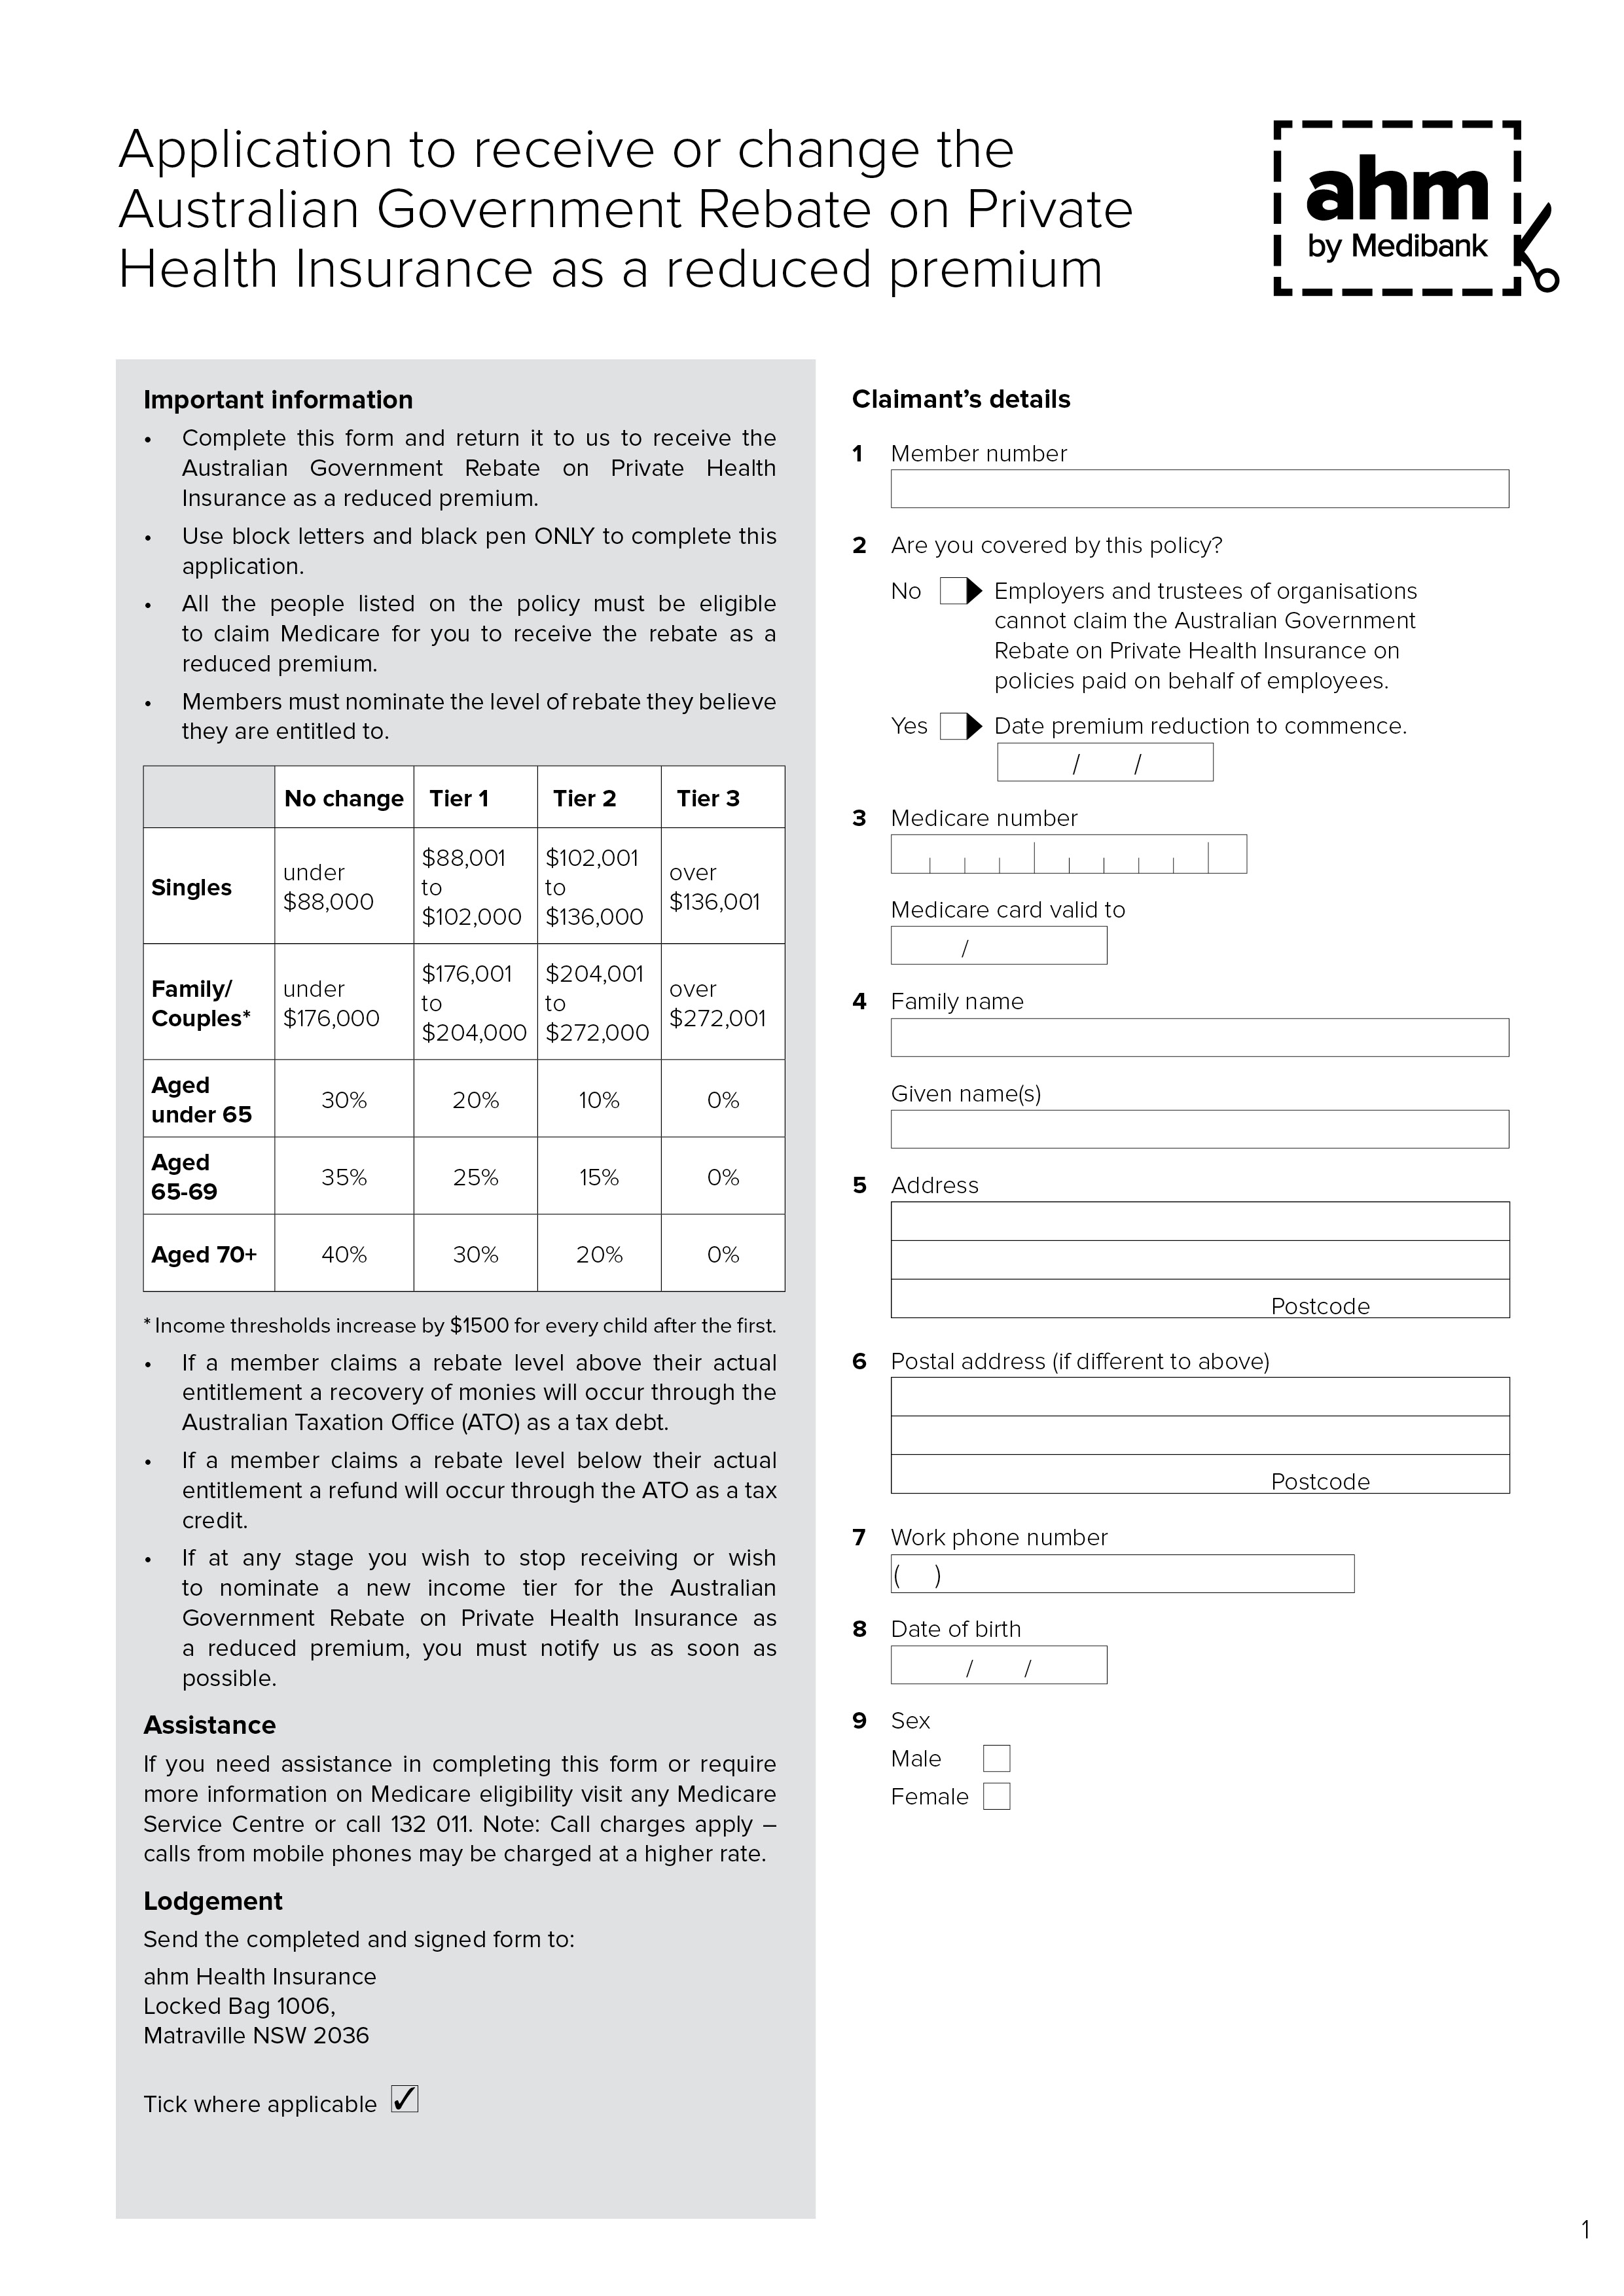 Application to receive or change the
Australian Government Rebate on Private
Health Insurance as a reduced premium
ahm
by Medibank
Important information
• Complete this form and return it to us to receive the
Australian Government Rebate on Private Health
Insurance as a reduced premium.
• Use block letters and black pen ONLY to complete this
application.
• All the people listed on the policy must be eligible
to claim Medicare for you to receive the rebate as a
reduced premium.
• Members must nominate the level of rebate they believe
they are entitled to.
No change Tier 1 Tier 2 Tier 3
Singles under $88,000 $88,001 to $102,000 $102,001 to $136,000 over $136,001
Family/ Couples* under $176,000 $176,001 to $204,000 $204,001 to $272,000 over $272,001
Aged under 65 30% 20% 10% 0%
Aged 65-69 35% 25% 15% 0%
Aged 70+ 40% 30% 20% 0%
* Income thresholds increase by $1500 for every child after the first.
• If a member claims a rebate level above their actual
entitlement a recovery of monies will occur through the
Australian Taxation Office (ATO) as a tax debt.
• If a member claims a rebate level below their actual
entitlement a refund will occur through the ATO as a tax
credit.
• If at any stage you wish to stop receiving or wish
to nominate a new income tier for the Australian
Government Rebate on Private Health Insurance as
a reduced premium, you must notify us as soon as
possible.
Assistance
If you need assistance in completing this form or require
more information on Medicare eligibility visit any Medicare
Service Centre or call 132 011. Note: Call charges apply –
calls from mobile phones may be charged at a higher rate.
Lodgement
Send the completed and signed form to:
ahm Health Insurance
Locked Bag 1006,
Matraville NSW 2036
Tick where applicable ✓
Claimant's details
1 Member number
2 Are you covered by this policy?
No Employers and trustees of organisations
cannot claim the Australian Government
Rebate on Private Health Insurance on
policies paid on behalf of employees.
Yes Date premium reduction to commence.
/ /
3 Medicare number
Medicare card valid to
/
4 Family name
Given name(s)
5 Address
Postcode
6 Postal address (if different to above)
Postcode
7 Work phone number
( )
8 Date of birth
/ /
9 Sex
Male
Female
1